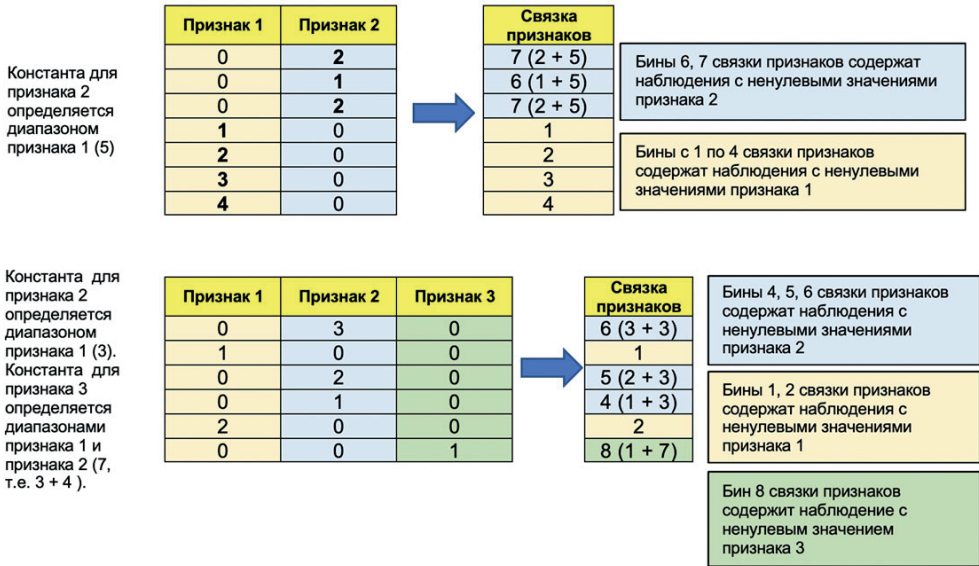 Константа для
признака 2
определяется
диапазоном
признака 1 (5)
Признак 1 Признак 2
0 2
0 1
0 2
1 0
2 0
3 0
4 0
Связка
признаков
7 (2 + 5)
6 (1 + 5)
7 (2 + 5)
1
2
3
4
Бины 6, 7 связки признаков содержат
наблюдения с ненулевыми значениями
признака 2
Бины с 1 по 4 связки признаков
содержат наблюдения с ненулевыми
значениями признака 1
Константа для
признака 2
определяется
диапазоном
признака 1 (3).
Константа для
признака 3
определяется
диапазонами
признака 1 и
признака 2 (7,
т.е. 3 + 4 ).
Признак 1 Признак 2 Признак 3
0 3 0
1 0 0
0 2 0
0 1 0
2 0 0
0 0 1
Связка
признаков
6 (3 + 3)
1
5 (2 + 3)
4 (1 + 3)
2
8 (1 + 7)
Бины 4, 5, 6 связки признаков
содержат наблюдения с
ненулевыми значениями
признака 2
Бины 1, 2 связки признаков
содержат наблюдения с
ненулевыми значениями
признака 1
Бин 8 связки признаков
содержит наблюдение с
ненулевым значением
признака 3